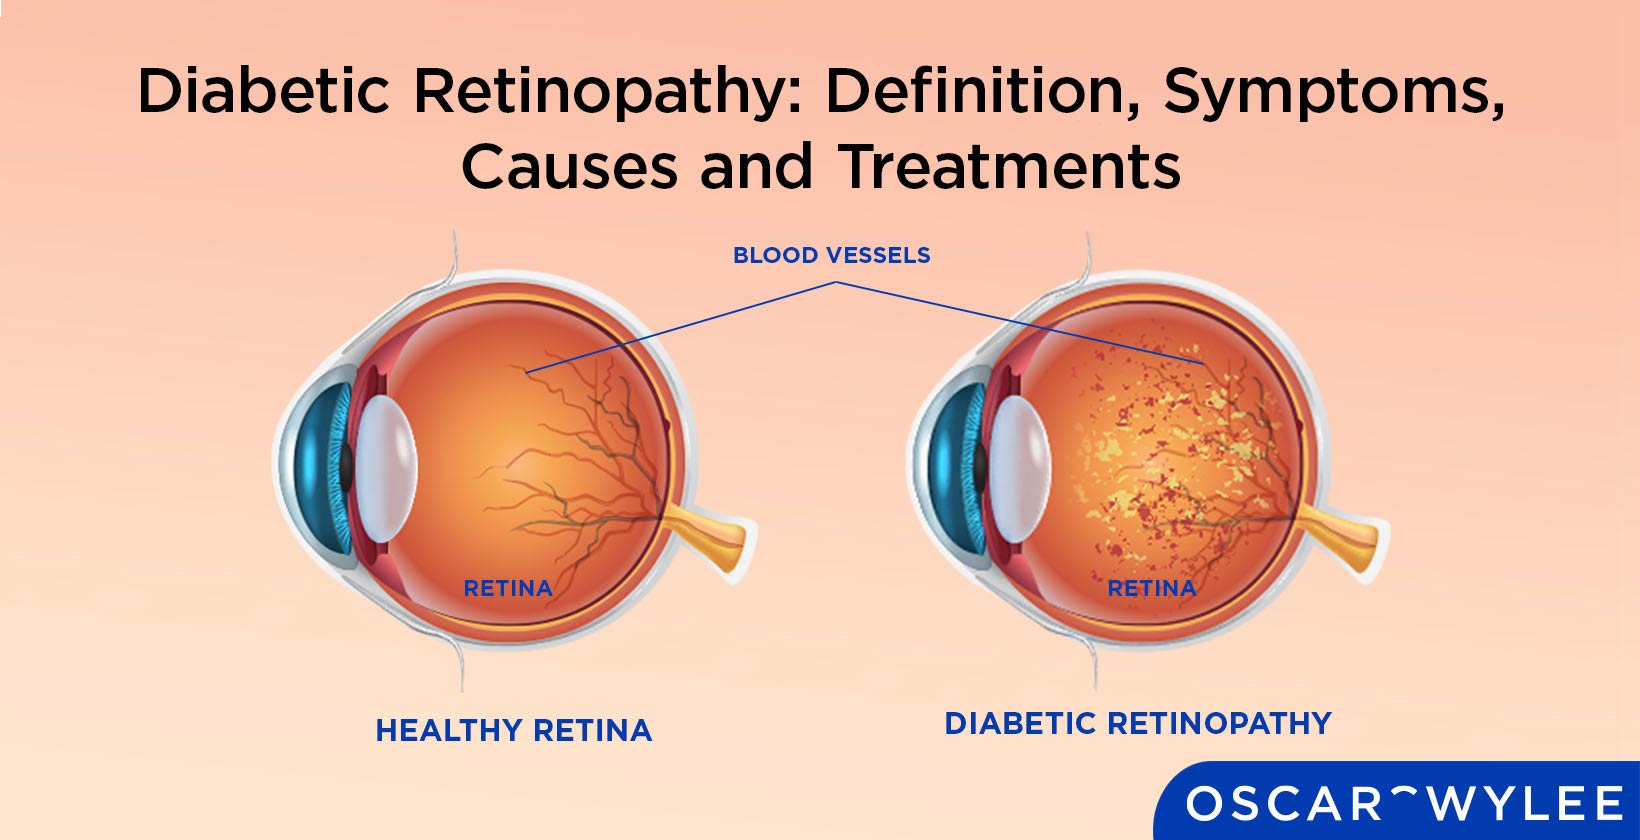 Diabetic Retinopathy: Definition, Symptoms,
Causes and Treatments
BLOOD VESSELS
RETINA
RETINA
HEALTHY RETINA
DIABETIC RETINOPATHY
OSCAR WYLEE